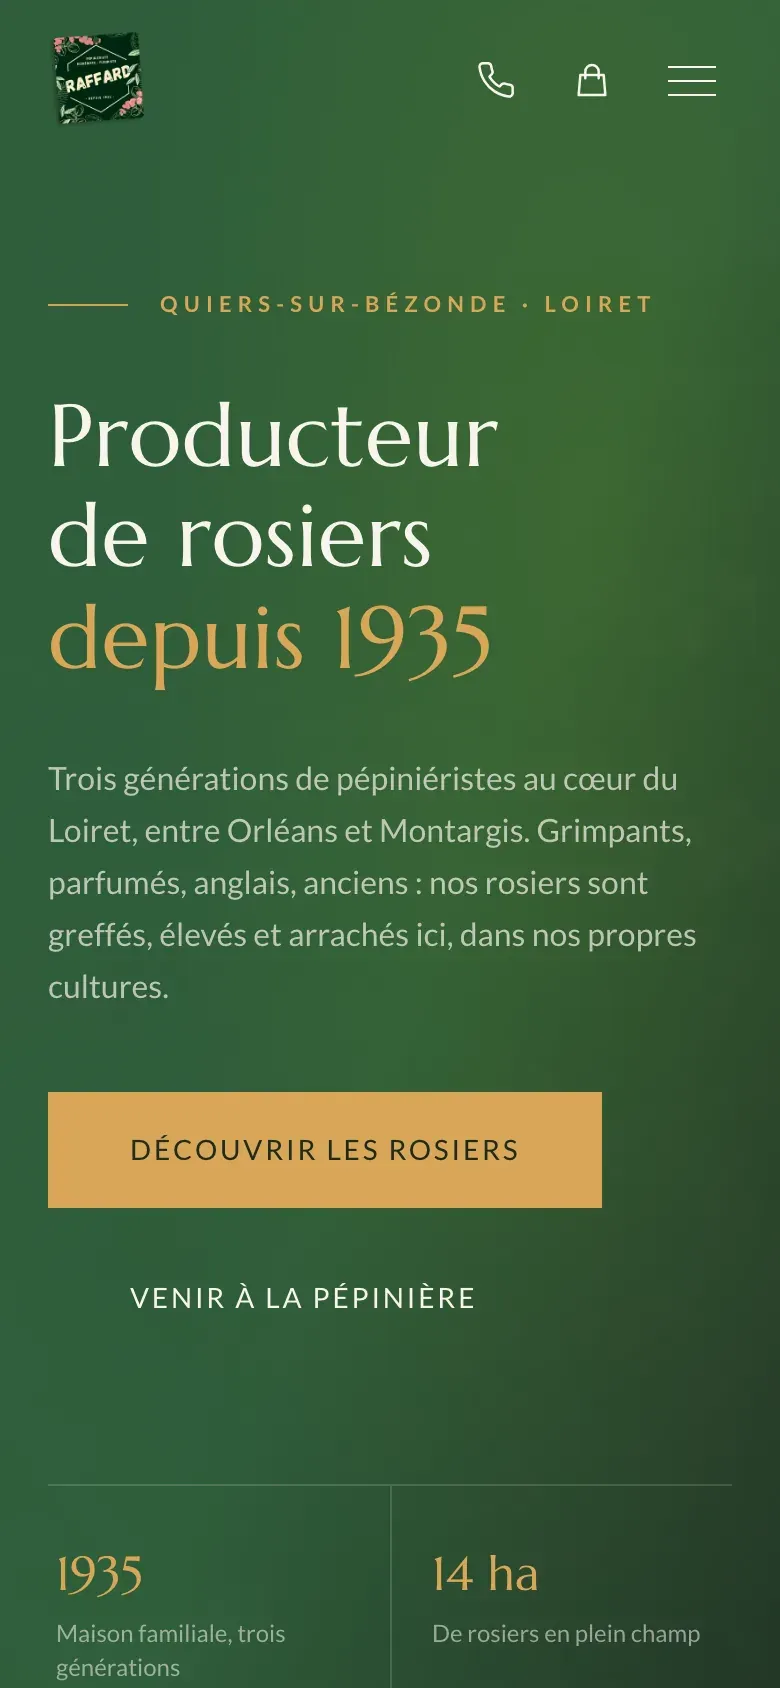 RAFFARD
QUIERS-SUR-BÉZONDE · LOIRET
Producteur
de rosiers
depuis 1935
Trois générations de pépiniéristes au cœur du
Loiret, entre Orléans et Montargis. Grimpants,
parfumés, anglais, anciens : nos rosiers sont
greffés, élevés et arrachés ici, dans nos propres
cultures.
DÉCOUVRIR LES ROSIERS
VENIR À LA PÉPINIÈRE
1935
Maison familiale, trois
générations
14 ha
De rosiers en plein champ